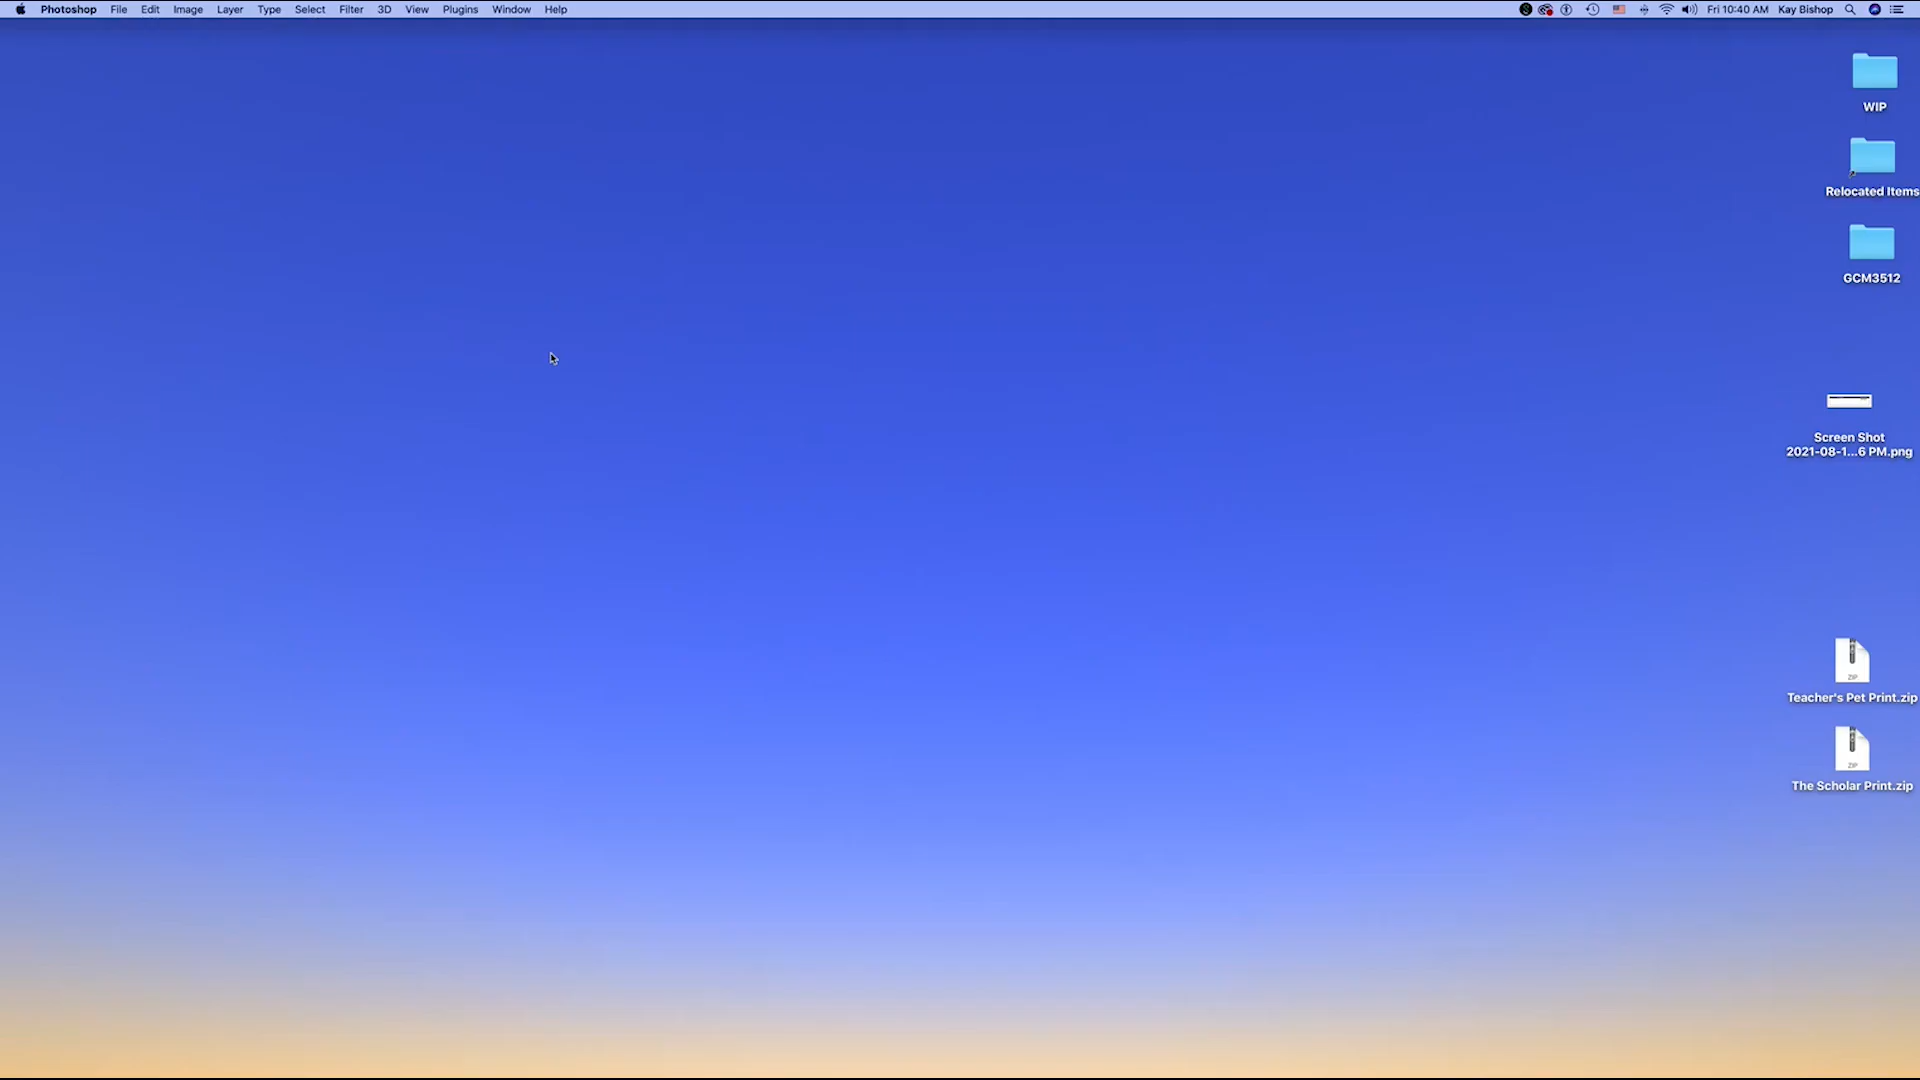 Photoshop File Edit Image Layer Type Select Filter 3D View Plugins Window Help Fri 10:40 AM Kay Bishop
WIP
Relocated Items
GCM3512
Screen Shot
2021-08-1...6 PM.png
ZIP
Teacher's Pet Print.zip
ZIP
The Scholar Print.zip